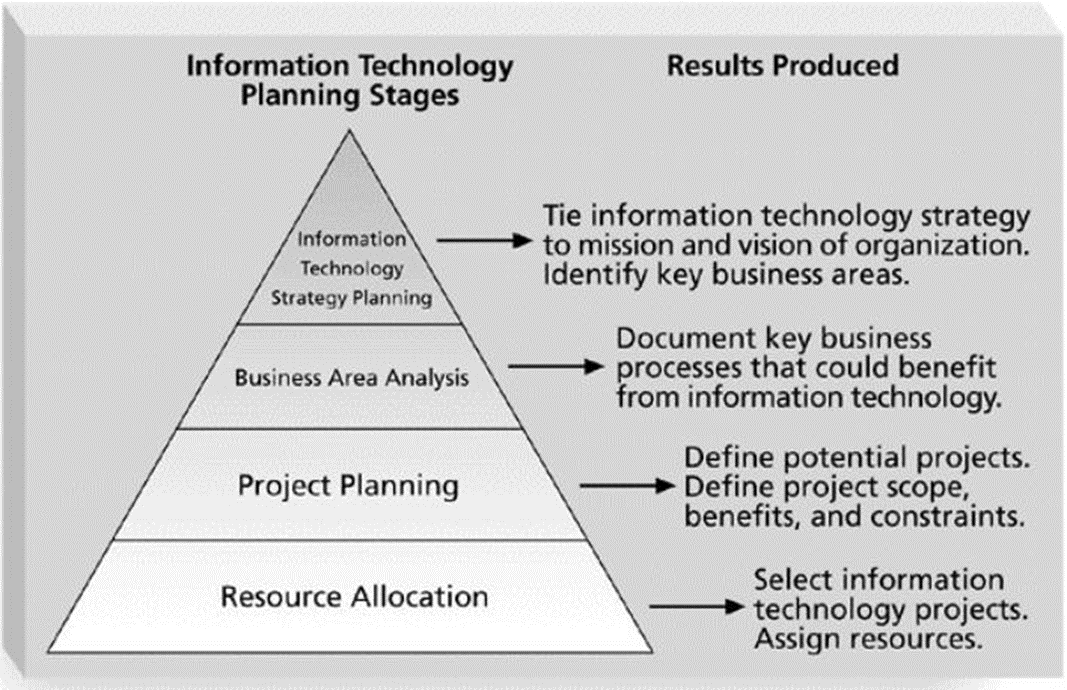 Information Technology
Planning Stages
Results Produced
Information
Technology
Strategy Planning
Tie information technology strategy
to mission and vision of organization.
Identify key business areas.
Business Area Analysis
Document key business
processes that could benefit
from information technology.
Project Planning
Define potential projects.
Define project scope,
benefits, and constraints.
Resource Allocation
Select information
technology projects.
Assign resources.